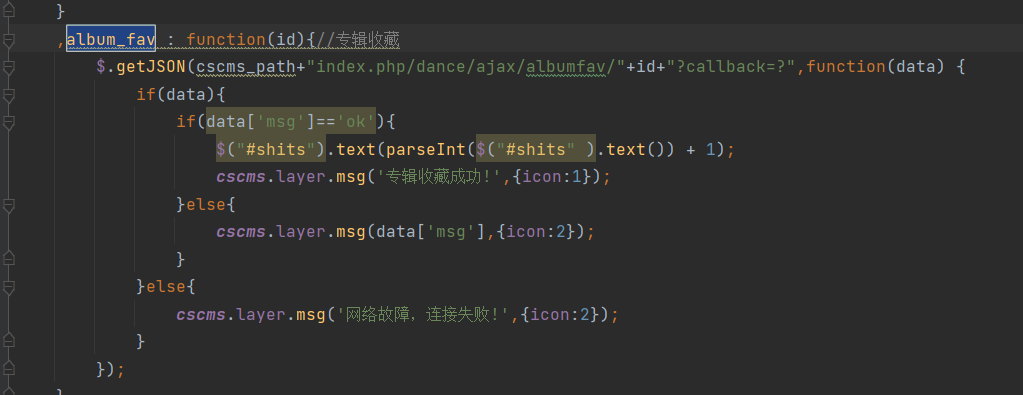 }
,album_fav : function(id){//专辑收藏
$.getJSON(cscms_path+"index.php/dance/ajax/albumfav/"+id+"?callback=?",function(data) {
if(data){
if(data['msg']=='ok'){
$("#shits").text(parseInt($("#shits" ).text()) + 1);
cscms.layer.msg('专辑收藏成功!',{icon:1});
}else{
cscms.layer.msg(data['msg'],{icon:2});
}
}else{
cscms.layer.msg('网络故障，连接失败!',{icon:2});
}
});
}